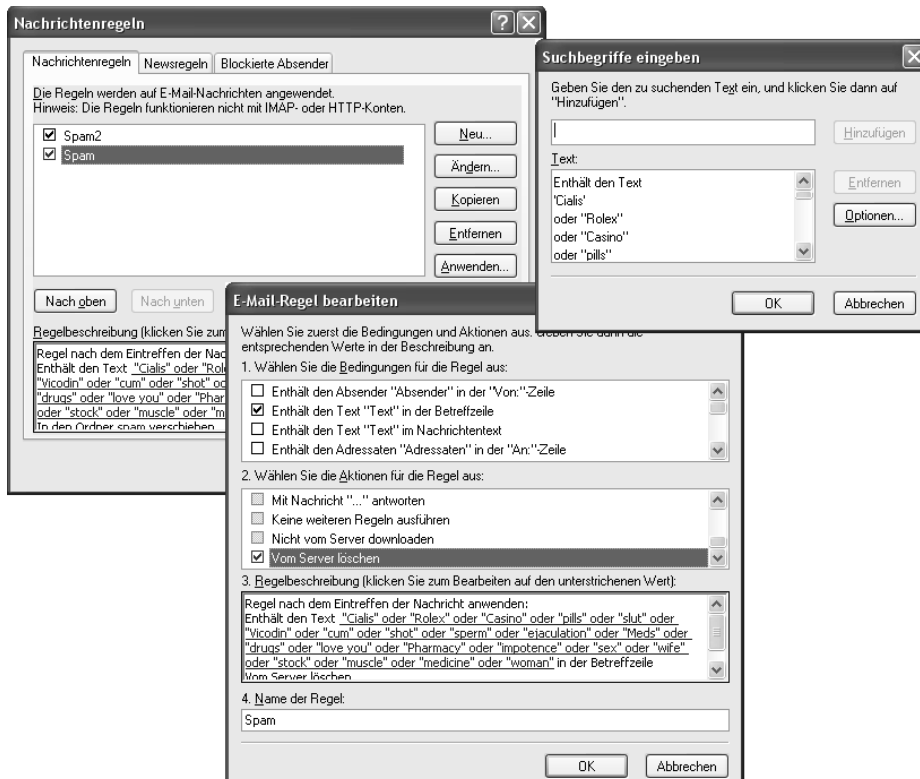 Nachrichtenregeln
Nachrichtenregeln Newsregeln Blockierte Absender
Die Regeln werden auf E-Mail-Nachrichten angewendet.
Hinweis: Die Regeln funktionieren nicht mit IMAP- oder HTTP-Konten.
Spam2
Spam
Neu...
Ändern...
Kopieren
Entfernen
Anwenden...
Nach oben Nach unten
Regelbeschreibung (klicken Sie zum
Regel nach dem Eintreffen der Nac
Enthält den Text "Cialis" oder "Rol
"Vicodin" oder "cum" oder "shot" oc
"drugs" oder "love you" oder "Phar
oder "stock" oder "muscle" oder "m
In den Ordner spam verschieben
Suchbegriffe eingeben
Geben Sie den zu suchenden Text ein, und klicken Sie dann auf
"Hinzufügen".
Hinzufügen
Text:
Enthält den Text
'Cialis'
oder "Rolex"
oder "Casino"
oder "pills"
Entfernen
Optionen...
OK Abbrechen
E-Mail-Regel bearbeiten
Wählen Sie zuerst die Bedingungen und Aktionen aus. Geben Sie dann die
entsprechenden Werte in der Beschreibung an.
1. Wählen Sie die Bedingungen für die Regel aus:
Enthält den Absender "Absender" in der "Von:"-Zeile
Enthält den Text "Text" in der Betreffzeile
Enthält den Text "Text" im Nachrichtentext
Enthält den Adressaten "Adressaten" in der "An:"-Zeile
2. Wählen Sie die Aktionen für die Regel aus:
Mit Nachricht "..." antworten
Keine weiteren Regeln ausführen
Nicht vom Server downloaden
Vom Server löschen
3. Regelbeschreibung (klicken Sie zum Bearbeiten auf den unterstrichenen Wert):
Regel nach dem Eintreffen der Nachricht anwenden:
Enthält den Text "Cialis" oder "Rolex" oder "Casino" oder "pills" oder "slut" oder
"Vicodin" oder "cum" oder "shot" oder "sperm" oder "ejaculation" oder "Meds" oder
"drugs" oder "love you" oder "Pharmacy" oder "impotence" oder "sex" oder "wife"
oder "stock" oder "muscle" oder "medicine" oder "woman" in der Betreffzeile
Vom Server löschen
4. Name der Regel:
Spam
OK Abbrechen